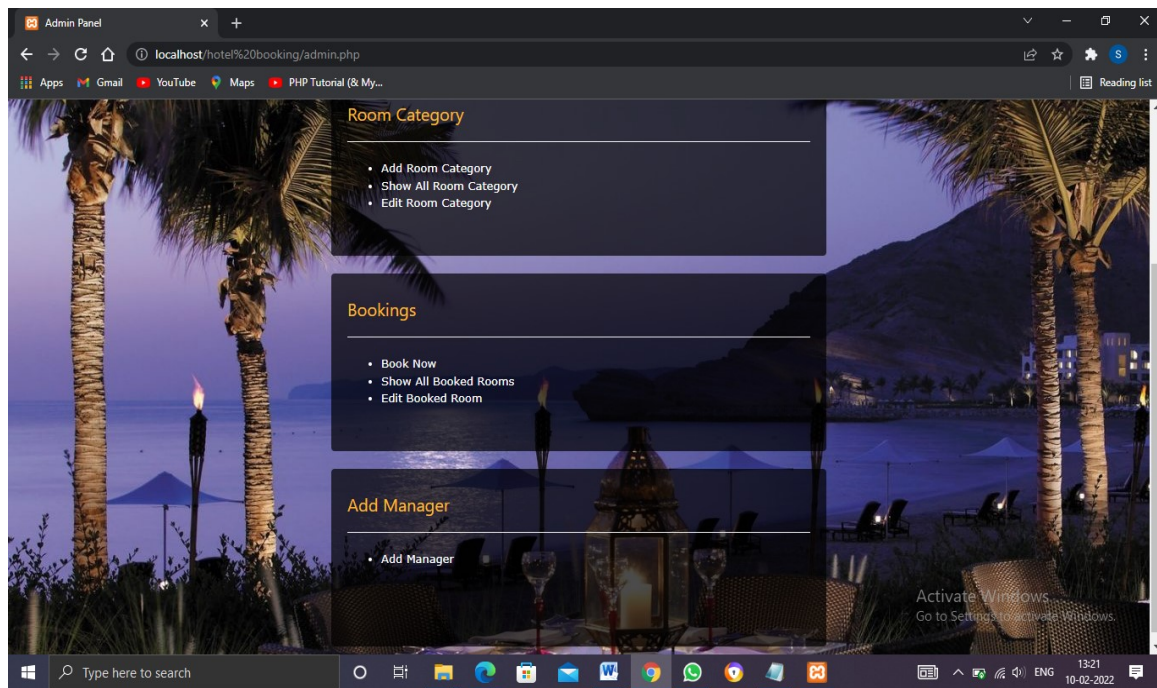 Admin Panel
localhost/hotel%20booking/admin.php
S
Apps Gmail YouTube Maps PHP Tutorial (& My... Reading list
Room Category
Add Room Category
Show All Room Category
Edit Room Category
Bookings
Book Now
Show All Booked Rooms
Edit Booked Room
Add Manager
Add Manager
Activate Windows
Go to Settings to activate Windows.
Type here to search
W
ENG
13:21
10-02-2022